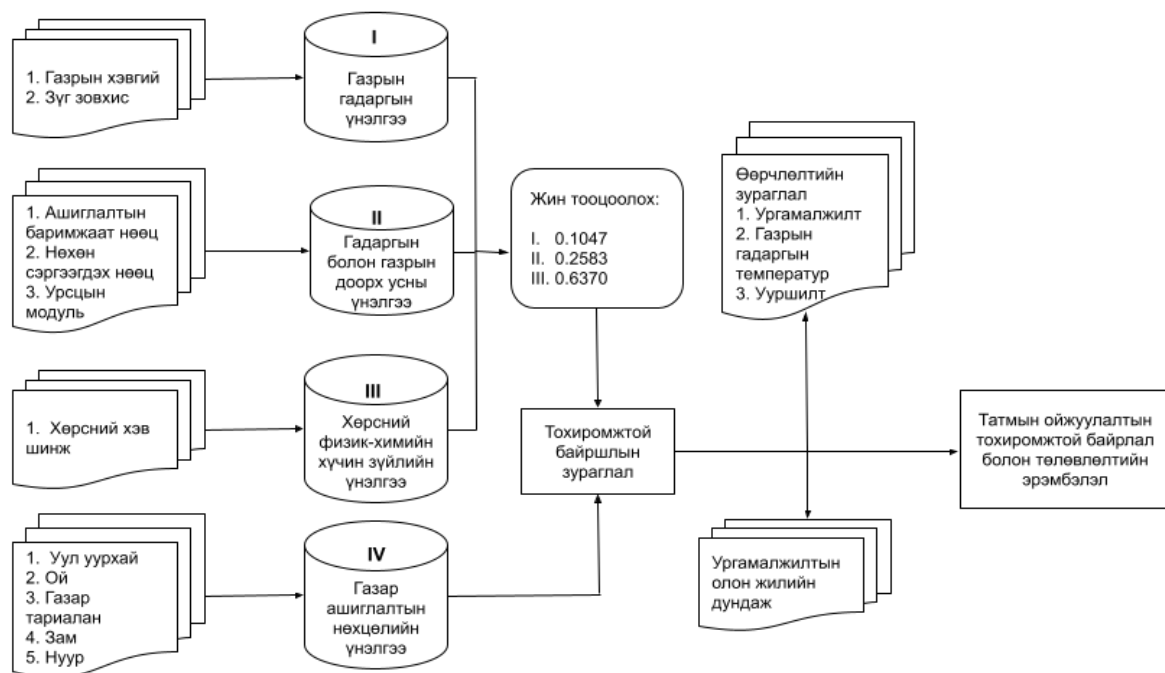 1. Газрын хэвгий
2. Зүг зовхис
I
Газрын
гадаргын
үнэлгээ
1. Ашиглалтын
баримжаат нөөц
2. Нөхөн
сэргээгдэх нөөц
3. Урсцын
модуль
II
Гадаргын
болон газрын
доорх усны
үнэлгээ
1. Хөрсний хэв
шинж
III
Хөрсний
физик-химийн
хүчин зүйлийн
үнэлгээ
1. Уул уурхай
2. Ой
3. Газар
тариалан
4. Зам
5. Нуур
IV
Газар
ашиглалтын
нөхцөлийн
үнэлгээ
Жин тооцоолох:
I. 0.1047
II. 0.2583
III. 0.6370
Тохиромжтой
байршлын
зураглал
Өөрчлөлтийн
зураглал
1. Ургамалжилт
2. Газрын
гадаргын
температур
3. Ууршилт
Ургамалжилтын
олон жилийн
дундаж
Татмын ойжуулалтын
тохиромжтой байрлал
болон төлөвлөлтийн
эрэмбэлэл